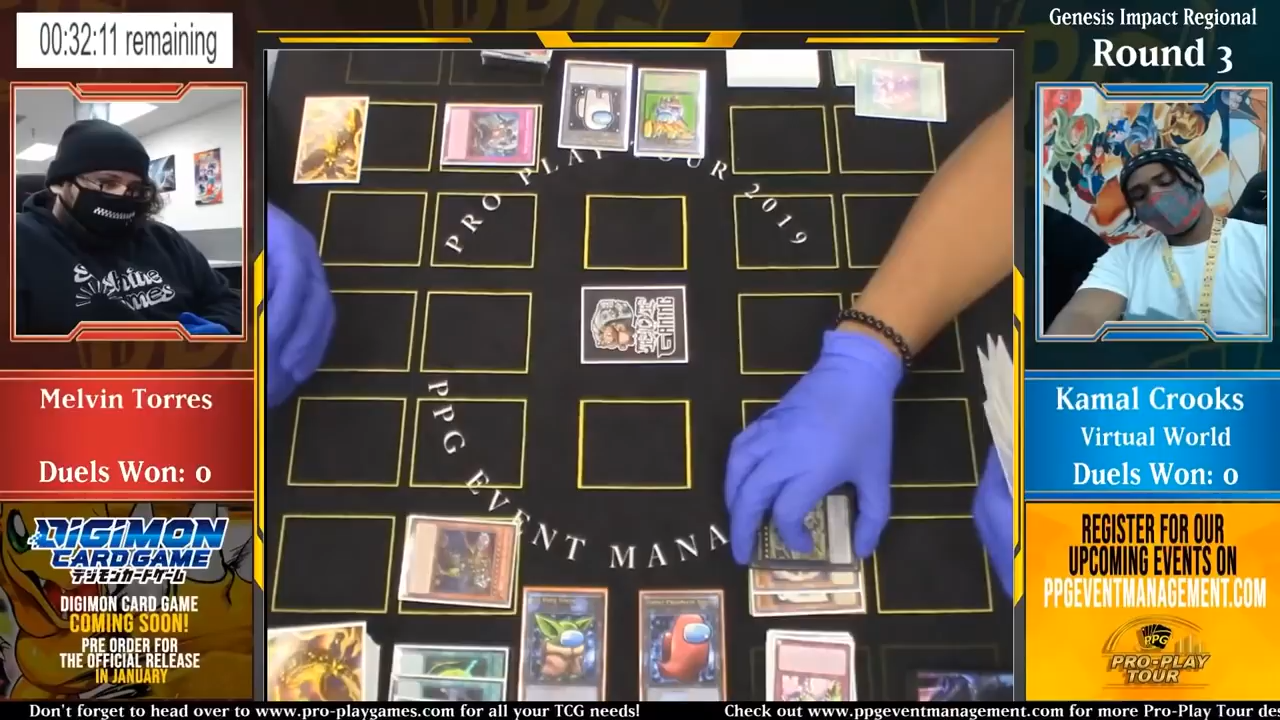 00:32:11 remaining
Genesis Impact Regional
Round 3
PRO PLAY TOUR 2019
PPG EVENT MANA
GAMING
Melvin Torres
Duels Won: 0
Kamal Crooks
Virtual World
Duels Won: 0
DIGIMON
CARD GAME
デジモンカードゲーム
DIGIMON CARD GAME
COMING SOON!
PRE ORDER FOR
THE OFFICIAL RELEASE
IN JANUARY
REGISTER FOR OUR
UPCOMING EVENTS ON
PPGEVENTMANAGEMENT.COM
PPG
PRO-PLAY
TOUR
Don't forget to head over to www.pro-playgames.com for all your TCG needs!
Check out www.ppgeventmanagement.com for more Pro-Play Tour des